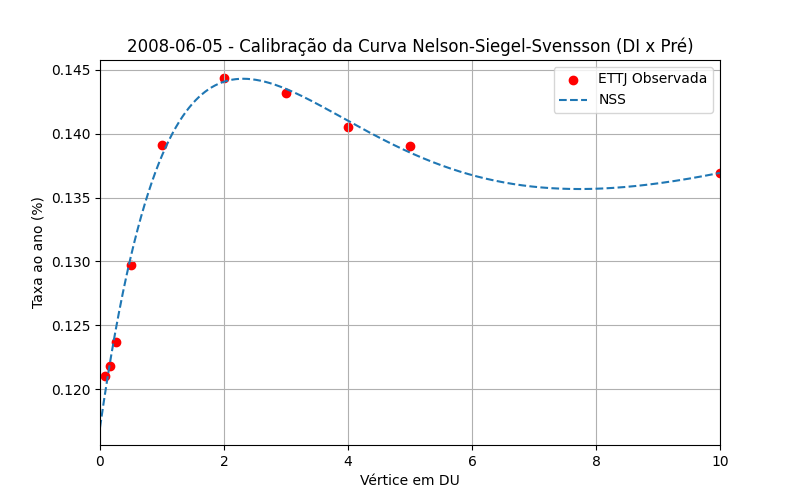 2008-06-05 - Calibração da Curva Nelson-Siegel-Svensson (DI x Pré)
ETTJ Observada
NSS
Taxa ao ano (%)
0.145
0.140
0.135
0.130
0.125
0.120
0 2 4 6 8 10
Vértice em DU